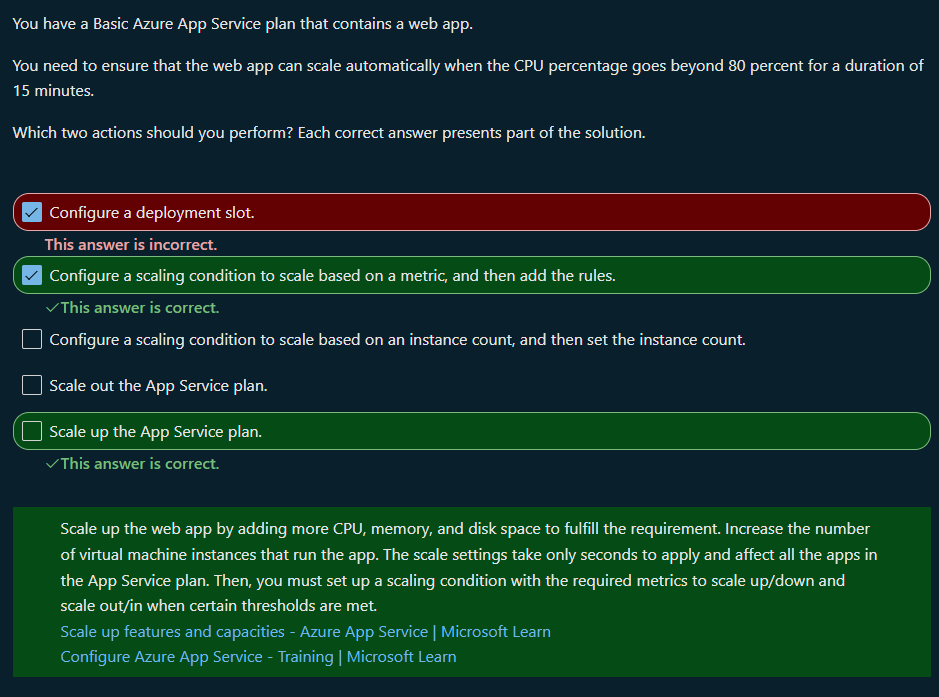 You have a Basic Azure App Service plan that contains a web app.
You need to ensure that the web app can scale automatically when the CPU percentage goes beyond 80 percent for a duration of
15 minutes.
Which two actions should you perform? Each correct answer presents part of the solution.
Configure a deployment slot.
This answer is incorrect.
Configure a scaling condition to scale based on a metric, and then add the rules.
This answer is correct.
Configure a scaling condition to scale based on an instance count, and then set the instance count.
Scale out the App Service plan.
Scale up the App Service plan.
This answer is correct.
Scale up the web app by adding more CPU, memory, and disk space to fulfill the requirement. Increase the number
of virtual machine instances that run the app. The scale settings take only seconds to apply and affect all the apps in
the App Service plan. Then, you must set up a scaling condition with the required metrics to scale up/down and
scale out/in when certain thresholds are met.
Scale up features and capacities - Azure App Service | Microsoft Learn
Configure Azure App Service - Training | Microsoft Learn